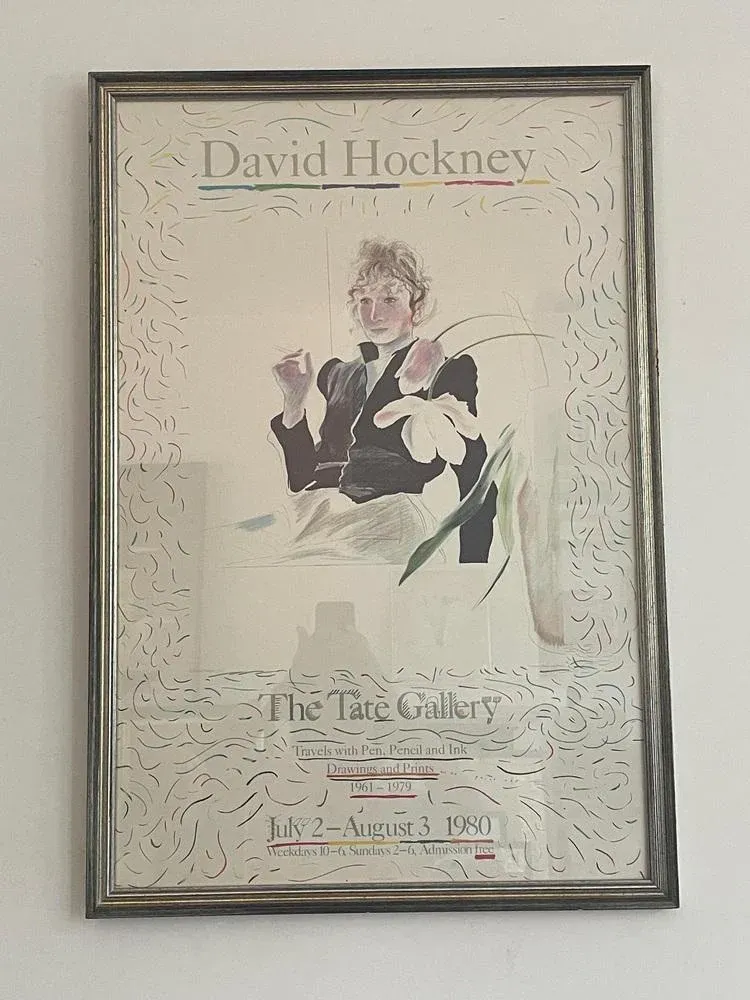 David Hockney
The Tate Gallery
Travels with Pen, Pencil and Ink
Drawings and Prints
1961 – 1979
July 2 – August 3 1980
Weekdays 10–6, Sundays 2–6, Admission free